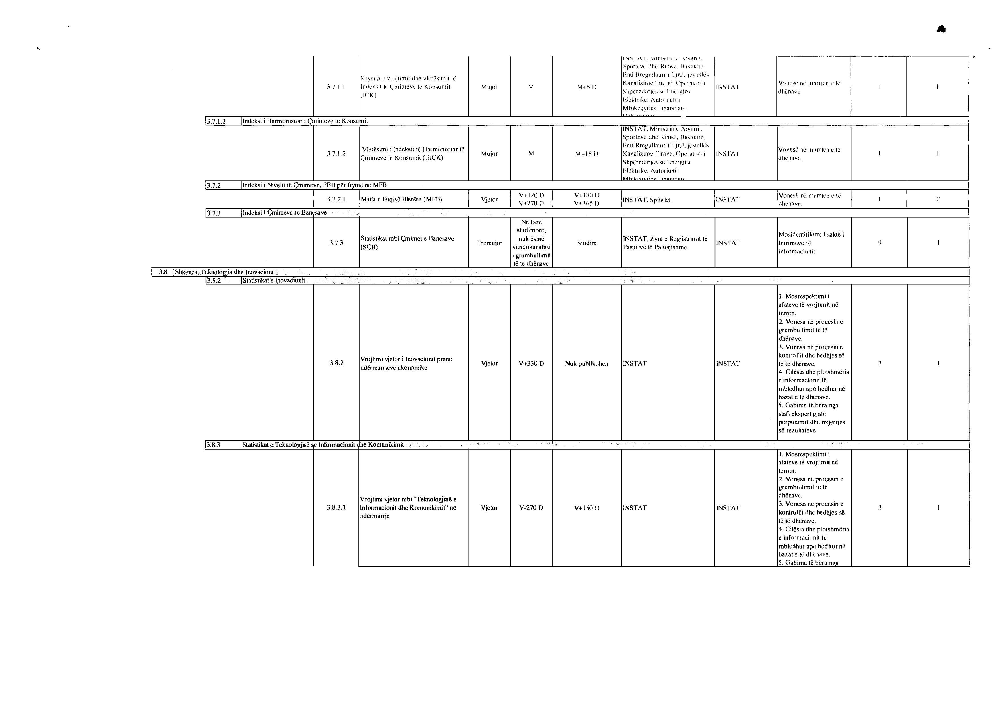 INSTAT, Ministria e Arsimit,
Sporteve dhe Rinisë, Bashkitë,
Enti Rregullator i Ujit/Ujësjellës
Kanalizime Tiranë, Operatori i
Shpërndarjes së Energjisë
Elektrike, Autoriteti i
Mbikëqyrjes Financiare,
3.7.1.1
Kryerja e vrojtimit dhe vlerësimit të
Indeksit të Çmimeve të Konsumit
(IÇK)
Mujor
M
M+8 D
INSTAT
Vonesë në marrjen e të
dhënave
1
1
3.7.1.2 Indeksi i Harmonizuar i Çmimeve të Konsumit
3.7.1.2
Vlerësimi i Indeksit të Harmonizuar të
Çmimeve të Konsumit (IHÇK)
Mujor
M
M+18 D
INSTAT, Ministria e Arsimit,
Sporteve dhe Rinisë, Bashkitë,
Enti Rregullator i Ujit/Ujësjellës
Kanalizime Tiranë, Operatori i
Shpërndarjes së Energjisë
Elektrike, Autoriteti i
Mbikëqyrjes Financiare
INSTAT
Vonesë në marrjen e të
dhënave.
1
1
3.7.2 Indeksi i Nivelit të Çmimeve, PBB për frymë në MFB
3.7.2.1
Matja e Fuqisë Blerëse (MFB)
Vjetor
V+120 D
V+270 D
V+180 D
V+365 D
INSTAT, Spitalet.
INSTAT
Vonesë në marrjen e të
dhënave.
1
2
3.7.3 Indeksi i Çmimeve të Banesave
3.7.3
Statistikat mbi Çmimet e Banesave
(SÇB)
Tremujor
Në fazë
studimore,
nuk është
vendosur afati
i grumbullimit
të të dhënave
Studim
INSTAT, Zyra e Regjistrimit të
Pasurive të Paluajtshme.
INSTAT
Mosidentifikimi i saktë i
burimeve të
informacionit.
9
1
3.8 Shkenca, Teknologjia dhe Inovacioni
3.8.2 Statistikat e inovacionit
3.8.2
Vrojtimi vjetor i Inovacionit pranë
ndërmarrjeve ekonomike
Vjetor
V+330 D
Nuk publikohen
INSTAT
INSTAT
1. Mosrespektimi i
afateve të vrojtimit në
terren.
2. Vonesa në procesin e
grumbullimit të të
dhënave.
3. Vonesa në procesin e
kontrollit dhe hedhjes së
të të dhënave.
4. Cilësia dhe plotshmëria
e informacionit të
mbledhur apo hedhur në
bazat e të dhënave.
5. Gabime të bëra nga
stafi ekspert gjatë
përpunimit dhe nxjerrjes
së rezultateve
7
1
3.8.3 Statistikat e Teknologjisë së Informacionit dhe Komunikimit
3.8.3.1
Vrojtimi vjetor mbi “Teknologjinë e
Informacionit dhe Komunikimit” në
ndërmarrje
Vjetor
V-270 D
V+150 D
INSTAT
INSTAT
1. Mosrespektimi i
afateve të vrojtimit në
terren.
2. Vonesa në procesin e
grumbullimit të të
dhënave.
3. Vonesa në procesin e
kontrollit dhe hedhjes së
të të dhënave.
4. Cilësia dhe plotshmëria
e informacionit të
mbledhur apo hedhur në
bazat e të dhënave.
5. Gabime të bëra nga
3
1